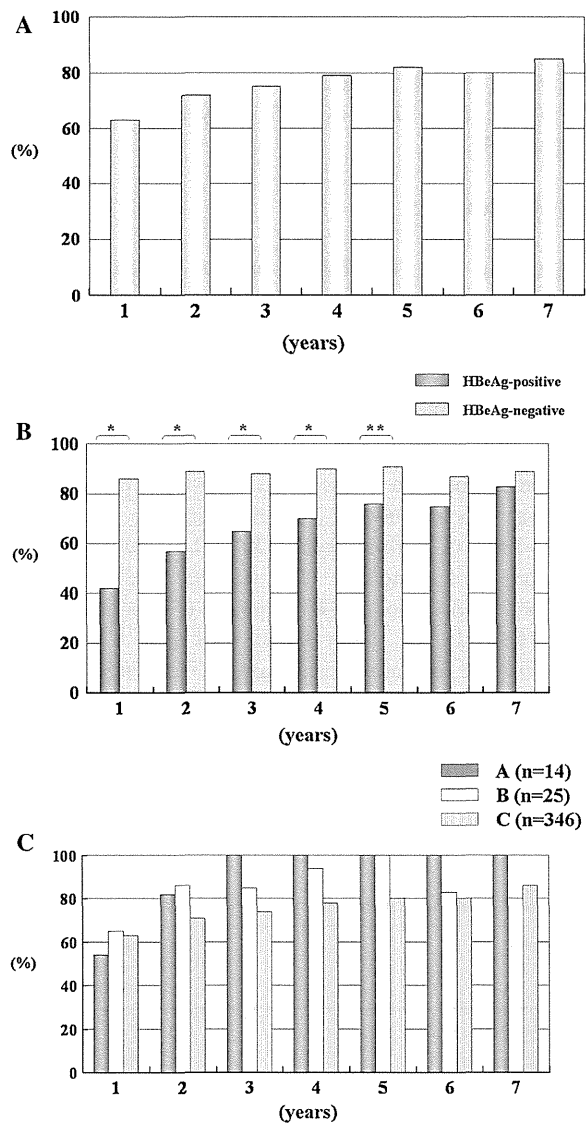 A
100
80
60
(%)
40
20
0
1 2 3 4 5 6 7
(years)
HBeAg-positive
HBeAg-negative
B
* * * * **
100
80
60
(%)
40
20
0
1 2 3 4 5 6 7
(years)
A (n=14)
B (n=25)
C (n=346)
C
100
80
60
(%)
40
20
0
1 2 3 4 5 6 7
(years)